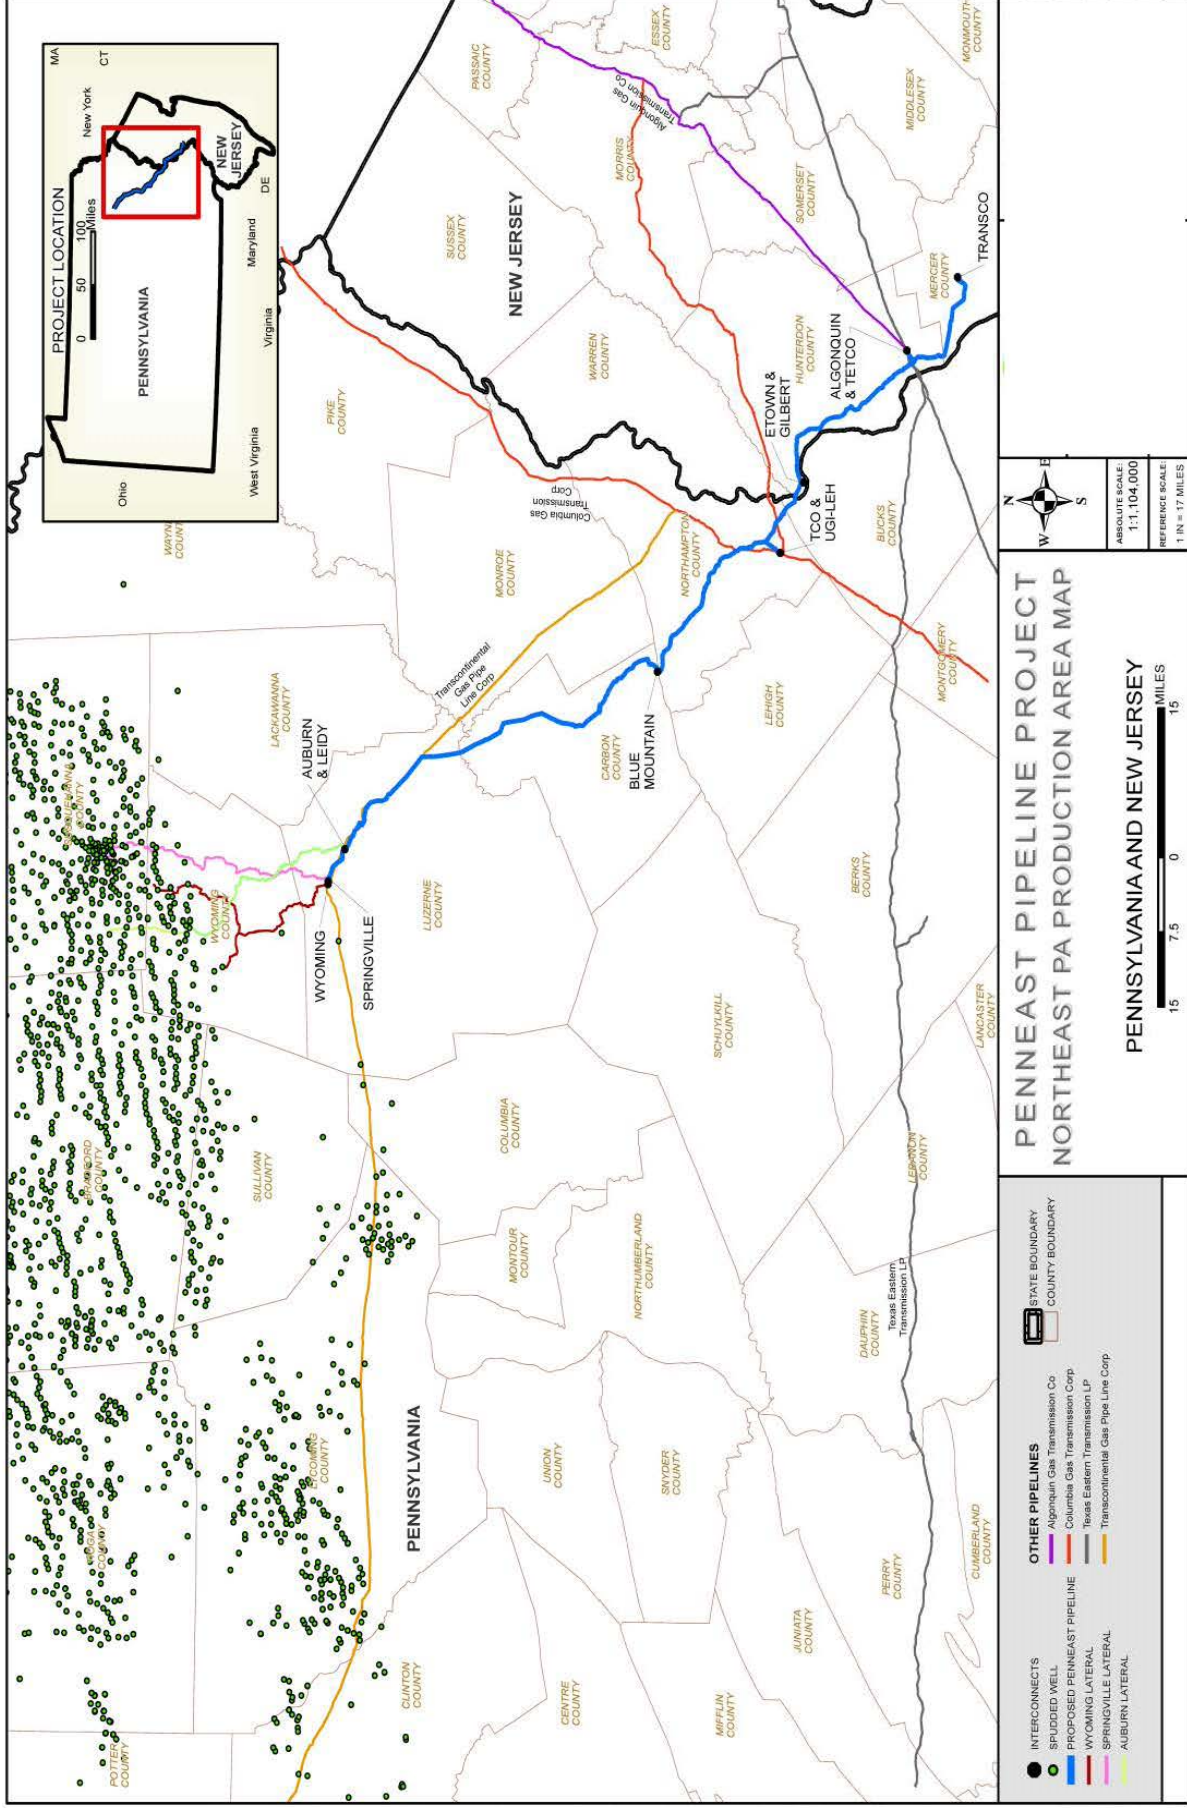 PROJECT LOCATION
0
50
100
Miles
MA
CT
New York
NEW
JERSEY
DE
Maryland
Virginia
West Virginia
Ohio
PENNSYLVANIA
POTTER
COUNTY
TIOGA
COUNTY
BRADFORD
COUNTY
SUSQUEHANNA
COUNTY
LYCOMING
COUNTY
SULLIVAN
COUNTY
WYOMING
COUNTY
LACKAWANNA
COUNTY
PIKE
COUNTY
SUSSEX
COUNTY
PASSAIC
COUNTY
ESSEX
COUNTY
CLINTON
COUNTY
PENNSYLVANIA
COLUMBIA
COUNTY
LUZERNE
COUNTY
WYOMING
SPRINGVILLE
AUBURN
& LEIDY
Transcontinental
Gas Pipe
Line Corp
MONROE
COUNTY
Columbia Gas
Transmission
Corp
NEW JERSEY
WARREN
COUNTY
MORRIS
COUNTY
Algonquin Gas
Transmission Co
CENTRE
COUNTY
UNION
COUNTY
MONTOUR
COUNTY
NORTHUMBERLAND
COUNTY
SNYDER
COUNTY
CARBON
COUNTY
BLUE
MOUNTAIN
NORTHAMPTON
COUNTY
MIFFLIN
COUNTY
JUNIATA
COUNTY
SCHUYLKILL
COUNTY
LEHIGH
COUNTY
TCO &
UGI-LEH
ETOWN &
GILBERT
HUNTERDON
COUNTY
ALGONQUIN
& TETCO
SOMERSET
COUNTY
MIDDLESEX
COUNTY
MONMOUTH
COUNTY
PERRY
COUNTY
DAUPHIN
COUNTY
Texas Eastern
Transmission LP
LEBANON
COUNTY
BERKS
COUNTY
BUCKS
COUNTY
MERCER
COUNTY
TRANSCO
CUMBERLAND
COUNTY
LANCASTER
COUNTY
MONTGOMERY
COUNTY
INTERCONNECTS
SPUDDED WELL
PROPOSED PENNEAST PIPELINE
WYOMING LATERAL
SPRINGVILLE LATERAL
AUBURN LATERAL
OTHER PIPELINES
Algonquin Gas Transmission Co
Columbia Gas Transmission Corp
Texas Eastern Transmission LP
Transcontinental Gas Pipe Line Corp
STATE BOUNDARY
COUNTY BOUNDARY
PENNEAST PIPELINE PROJECT
NORTHEAST PA PRODUCTION AREA MAP
PENNSYLVANIA AND NEW JERSEY
15
7.5
0
15
MILES
N
W
E
S
ABSOLUTE SCALE:
1:1,104,000
REFERENCE SCALE:
1 IN = 17 MILES